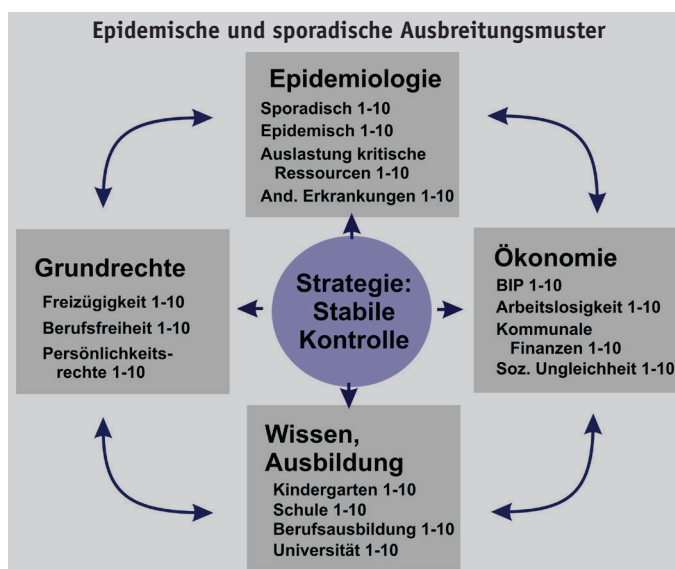 Epidemische und sporadische Ausbreitungsmuster
Epidemiologie
Sporadisch 1-10
Epidemisch 1-10
Auslastung kritische
Ressourcen 1-10
And. Erkrankungen 1-10
Grundrechte
Freizügigkeit 1-10
Berufsfreiheit 1-10
Persönlichkeits-
rechte 1-10
Strategie:
Stabile
Kontrolle
Ökonomie
BIP 1-10
Arbeitslosigkeit 1-10
Kommunale
Finanzen 1-10
Soz. Ungleichheit 1-10
Wissen,
Ausbildung
Kindergarten 1-10
Schule 1-10
Berufsausbildung 1-10
Universität 1-10